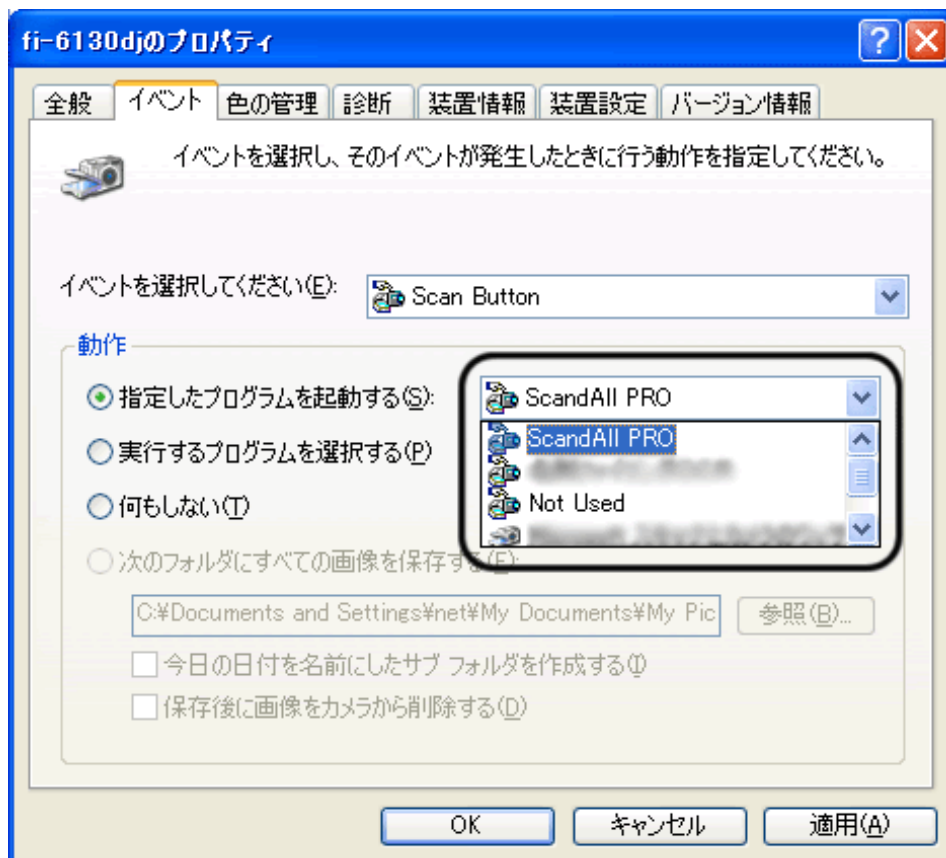 fi-6130djのプロパティ
全般 イベント 色の管理 診断 装置情報 装置設定 バージョン情報
イベントを選択し、そのイベントが発生したときに行う動作を指定してください。
イベントを選択してください(E): Scan Button
動作
指定したプログラムを起動する(S): ScandAll PRO
ScandAll PRO
実行するプログラムを選択する(P)
Not Used
何もしない(T)
次のフォルダにすべての画像を保存する(F):
C:¥Documents and Settings¥net¥My Documents¥My Pic 参照(B)...
今日の日付を名前にしたサブ フォルダを作成する(I)
保存後に画像をカメラから削除する(D)
OK キャンセル 適用(A)